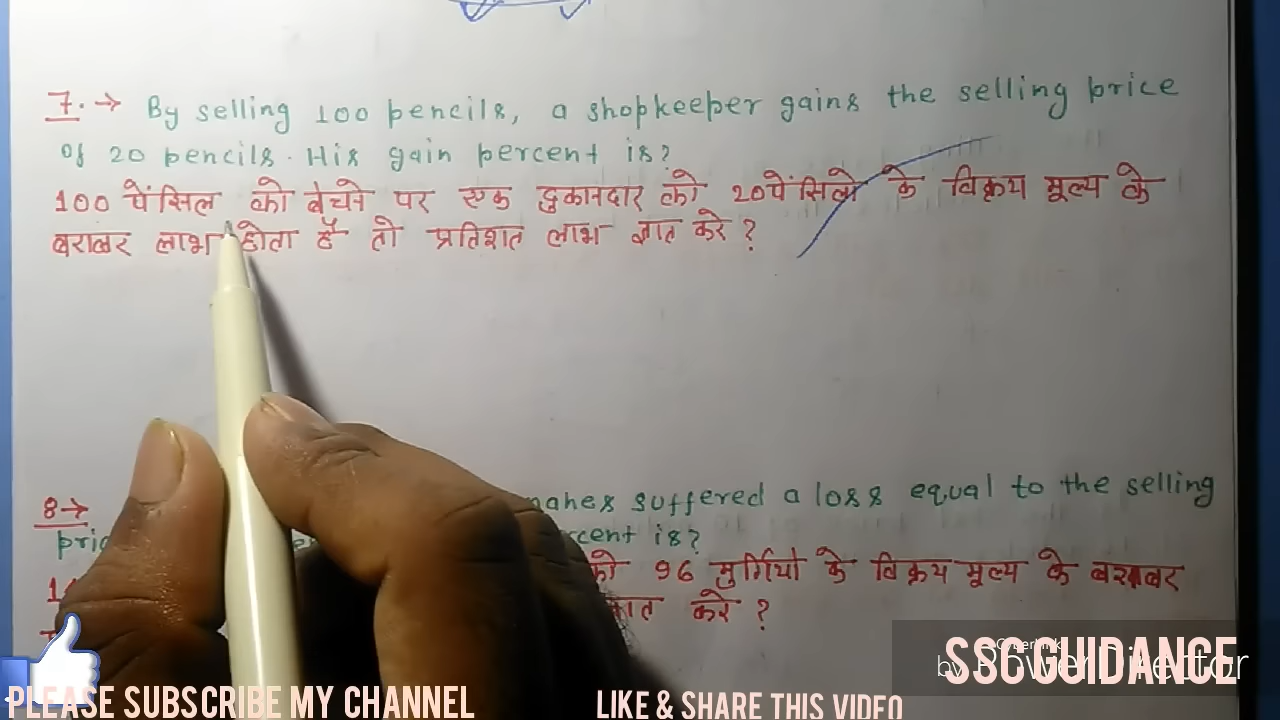 7. → By selling 100 pencils, a shopkeeper gains the selling price
of 20 pencils. His gain percent is?
100 पेंसिल को बेचने पर एक दुकानदार को 20 पेंसिलो के विक्रय मूल्य के
बराबर लाभ होता है तो प्रतिशत लाभ ज्ञात करे ?
8→ suffered a loss equal to the selling
is?
को 96 मुर्गियो के विक्रय मूल्य के बराबर
करे ?
SSC GUIDANCE
by PowerDirector
PLEASE SUBSCRIBE MY CHANNEL
LIKE & SHARE THIS VIDEO